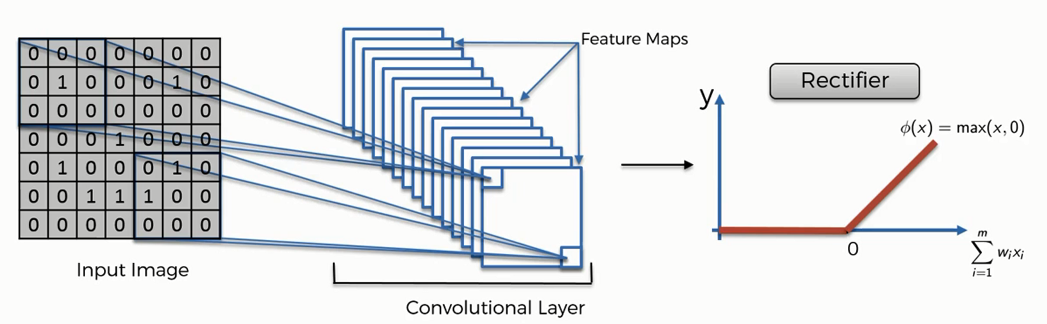 0 0 0 0 0 0 0
0 1 0 0 0 1 0
0 0 0 0 0 0 0
0 0 0 1 0 0 0
0 1 0 0 0 1 0
0 0 1 1 1 0 0
0 0 0 0 0 0 0
Input Image
Feature Maps
Convolutional Layer
Rectifier
y
ϕ(x) = max(x, 0)
0
m
∑ wᵢxᵢ
i=1